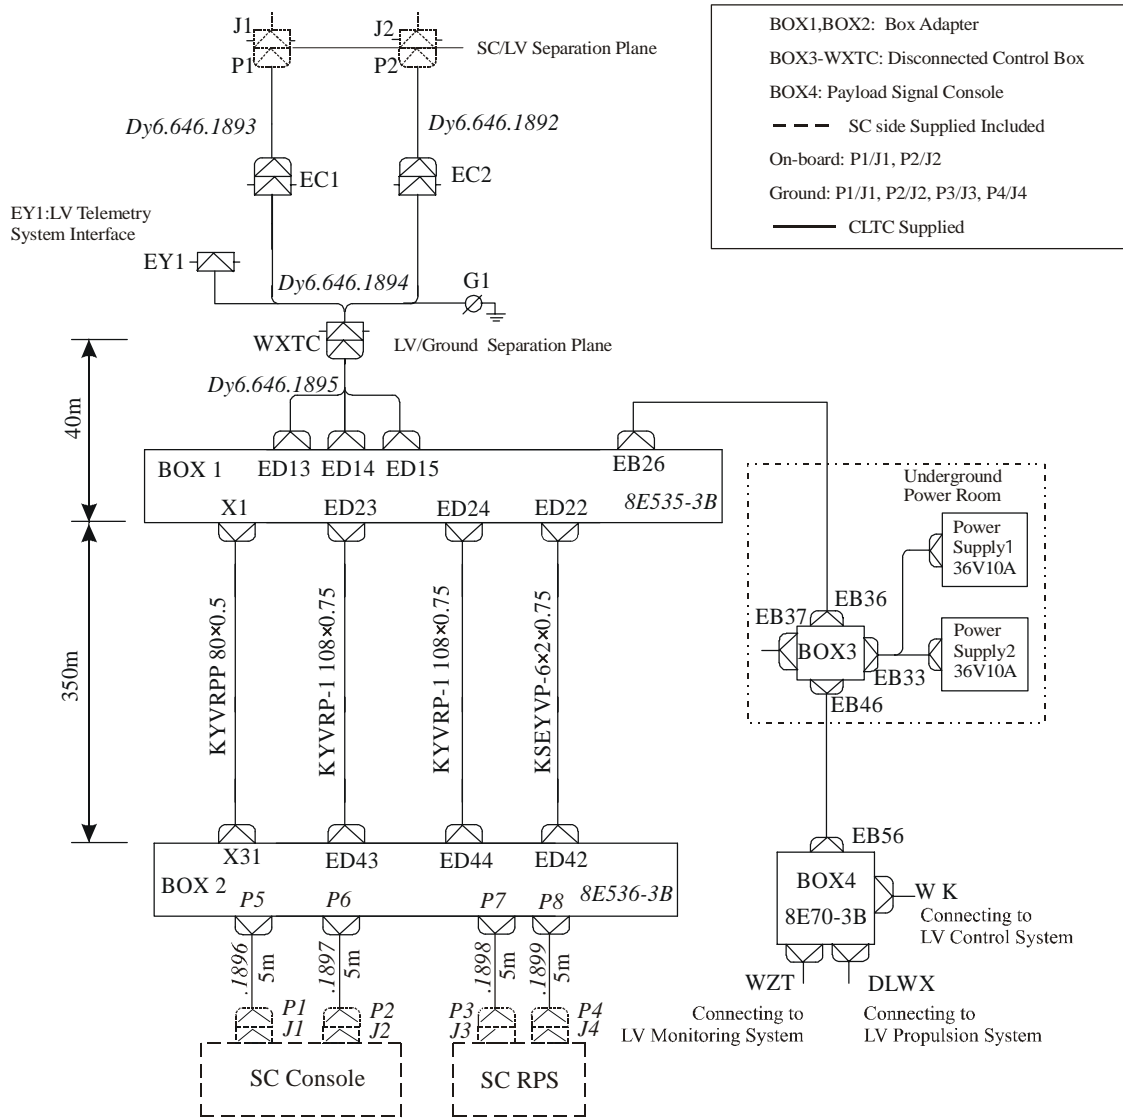 J1
J2
SC/LV Separation Plane
P1
P2
Dy6.646.1893
Dy6.646.1892
EC1
EC2
EY1:LV Telemetry
System Interface
EY1
Dy6.646.1894
G1
WXTC
LV/Ground Separation Plane
Dy6.646.1895
40m
BOX1,BOX2: Box Adapter
BOX3-WXTC: Disconnected Control Box
BOX4: Payload Signal Console
SC side Supplied Included
On-board: P1/J1, P2/J2
Ground: P1/J1, P2/J2, P3/J3, P4/J4
CLTC Supplied
BOX 1
ED13
ED14
ED15
EB26
X1
ED23
ED24
ED22
8E535-3B
350m
KYVRPP 80×0.5
KYVRP-1 108×0.75
KYVRP-1 108×0.75
KSEYVP-6×2×0.75
Underground
Power Room
Power
Supply1
36V10A
EB36
EB37
BOX3
EB33
Power
Supply2
36V10A
EB46
X31
ED43
ED44
ED42
BOX 2
8E536-3B
P5
P6
P7
P8
.1896
5m
.1897
5m
.1898
5m
.1899
5m
P1
J1
P2
J2
P3
J3
P4
J4
SC Console
SC RPS
EB56
BOX4
8E70-3B
W K
Connecting to
LV Control System
WZT
DLWX
Connecting to
LV Monitoring System
Connecting to
LV Propulsion System